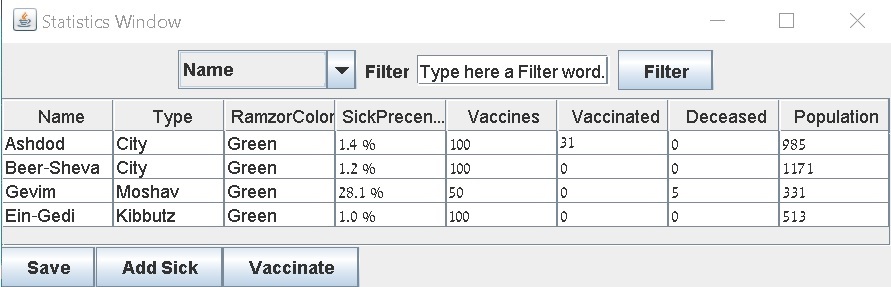 Statistics Window
Name Filter Type here a Filter word. Filter
Name Type RamzorColor SickPrecen... Vaccines Vaccinated Deceased Population
Ashdod City Green 1.4 % 100 31 0 985
Beer-Sheva City Green 1.2 % 100 0 0 1171
Gevim Moshav Green 28.1 % 50 0 5 331
Ein-Gedi Kibbutz Green 1.0 % 100 0 0 513
Save Add Sick Vaccinate